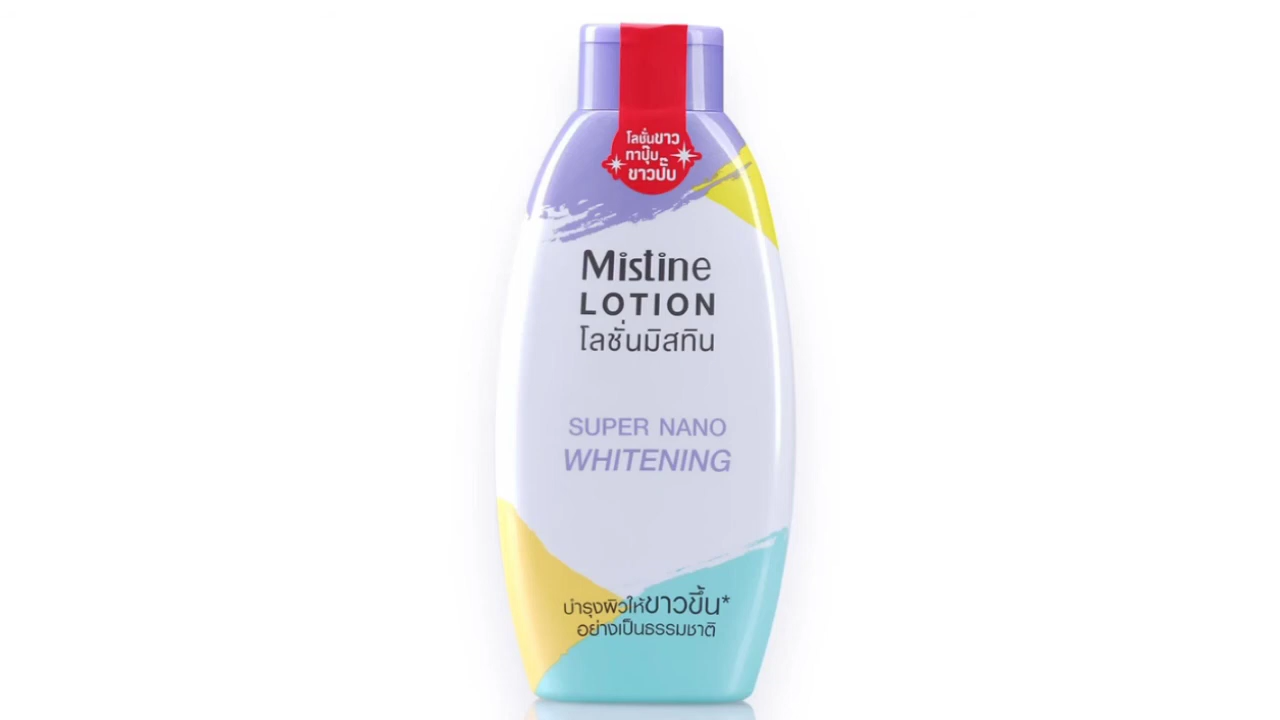 โลชั่นขาว
ทาปุ๊บ
ขาวปั๊บ
Mistine
LOTION
โลชั่นมิสทิน
SUPER NANO
WHITENING
บำรุงผิวให้ขาวขึ้น*
อย่างเป็นธรรมชาติ